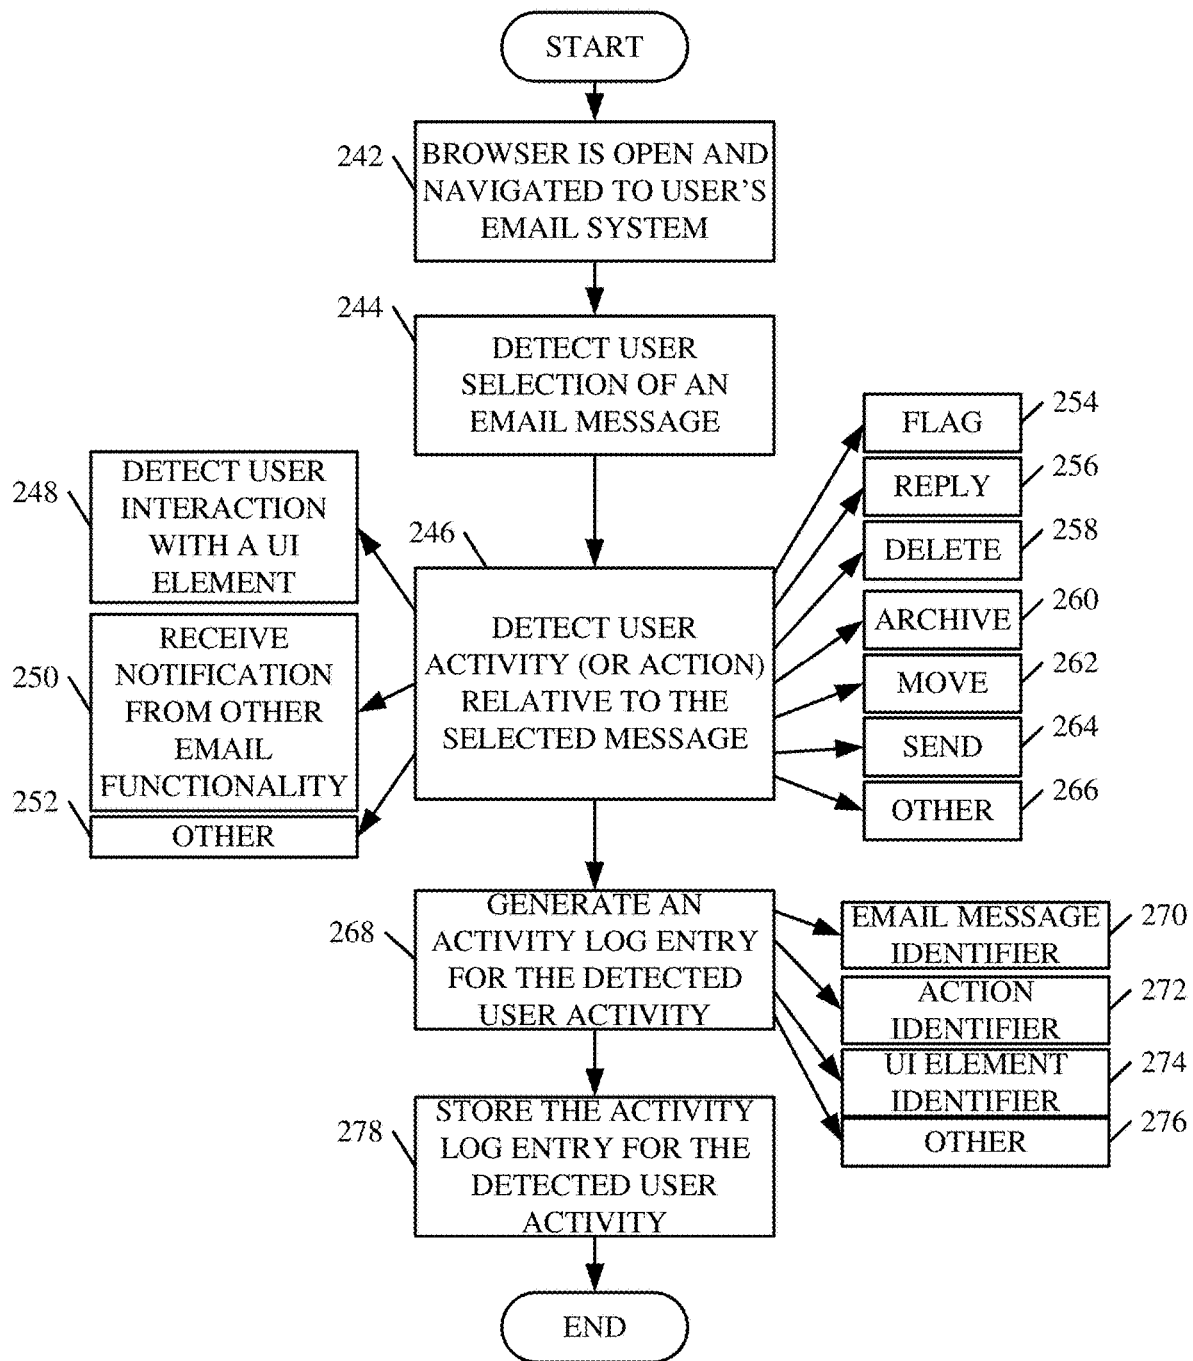 START
242
BROWSER IS OPEN AND
NAVIGATED TO USER'S
EMAIL SYSTEM
244
DETECT USER
SELECTION OF AN
EMAIL MESSAGE
248
DETECT USER
INTERACTION
WITH A UI
ELEMENT
250
RECEIVE
NOTIFICATION
FROM OTHER
EMAIL
FUNCTIONALITY
252
OTHER
246
DETECT USER
ACTIVITY (OR ACTION)
RELATIVE TO THE
SELECTED MESSAGE
FLAG
254
REPLY
256
DELETE
258
ARCHIVE
260
MOVE
262
SEND
264
OTHER
266
268
GENERATE AN
ACTIVITY LOG ENTRY
FOR THE DETECTED
USER ACTIVITY
EMAIL MESSAGE
IDENTIFIER
270
ACTION
IDENTIFIER
272
UI ELEMENT
IDENTIFIER
274
OTHER
276
278
STORE THE ACTIVITY
LOG ENTRY FOR THE
DETECTED USER
ACTIVITY
END